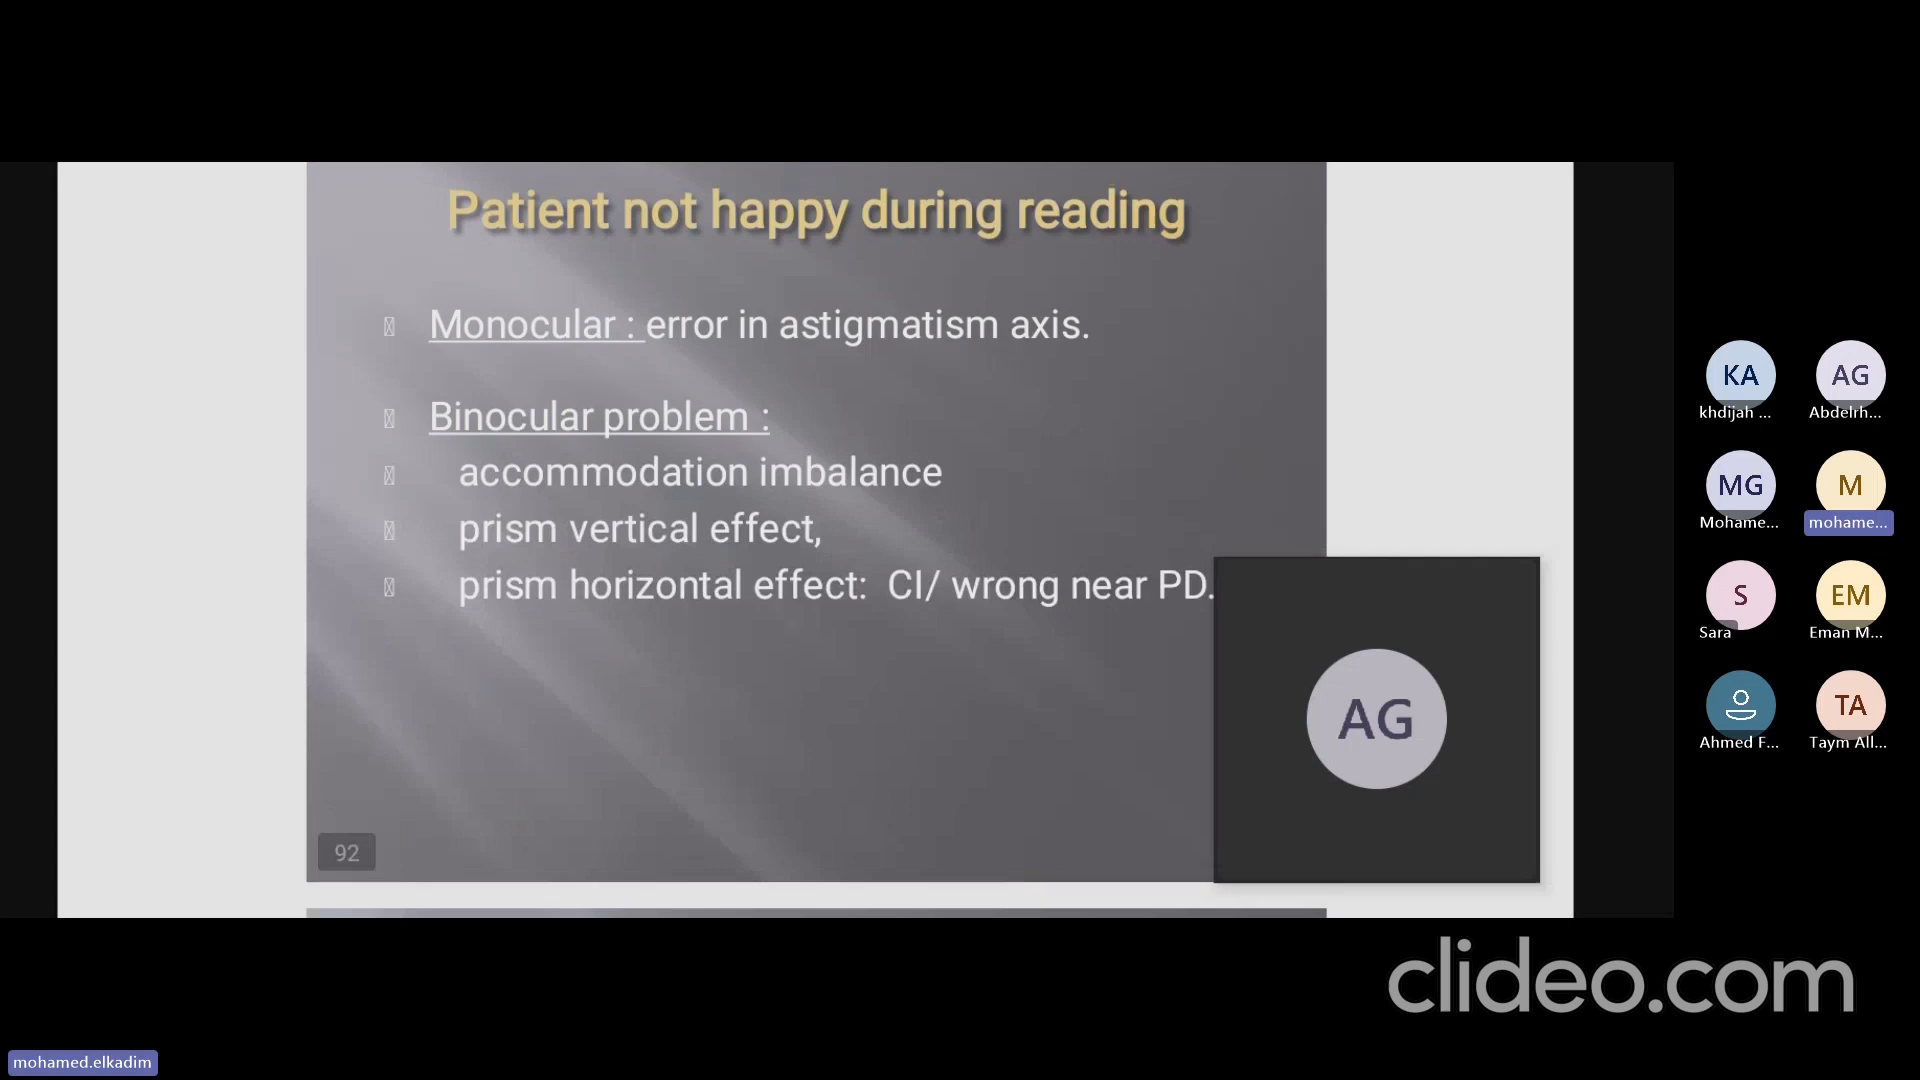 Patient not happy during reading
Monocular : error in astigmatism axis.
Binocular problem :
accommodation imbalance
prism vertical effect,
prism horizontal effect: CI/ wrong near PD.
92
AG
KA
khdijah ...
AG
Abdelrh...
MG
Mohame...
M
mohame...
S
Sara
EM
Eman M...
Ahmed F...
TA
Taym All...
clideo.com
mohamed.elkadim